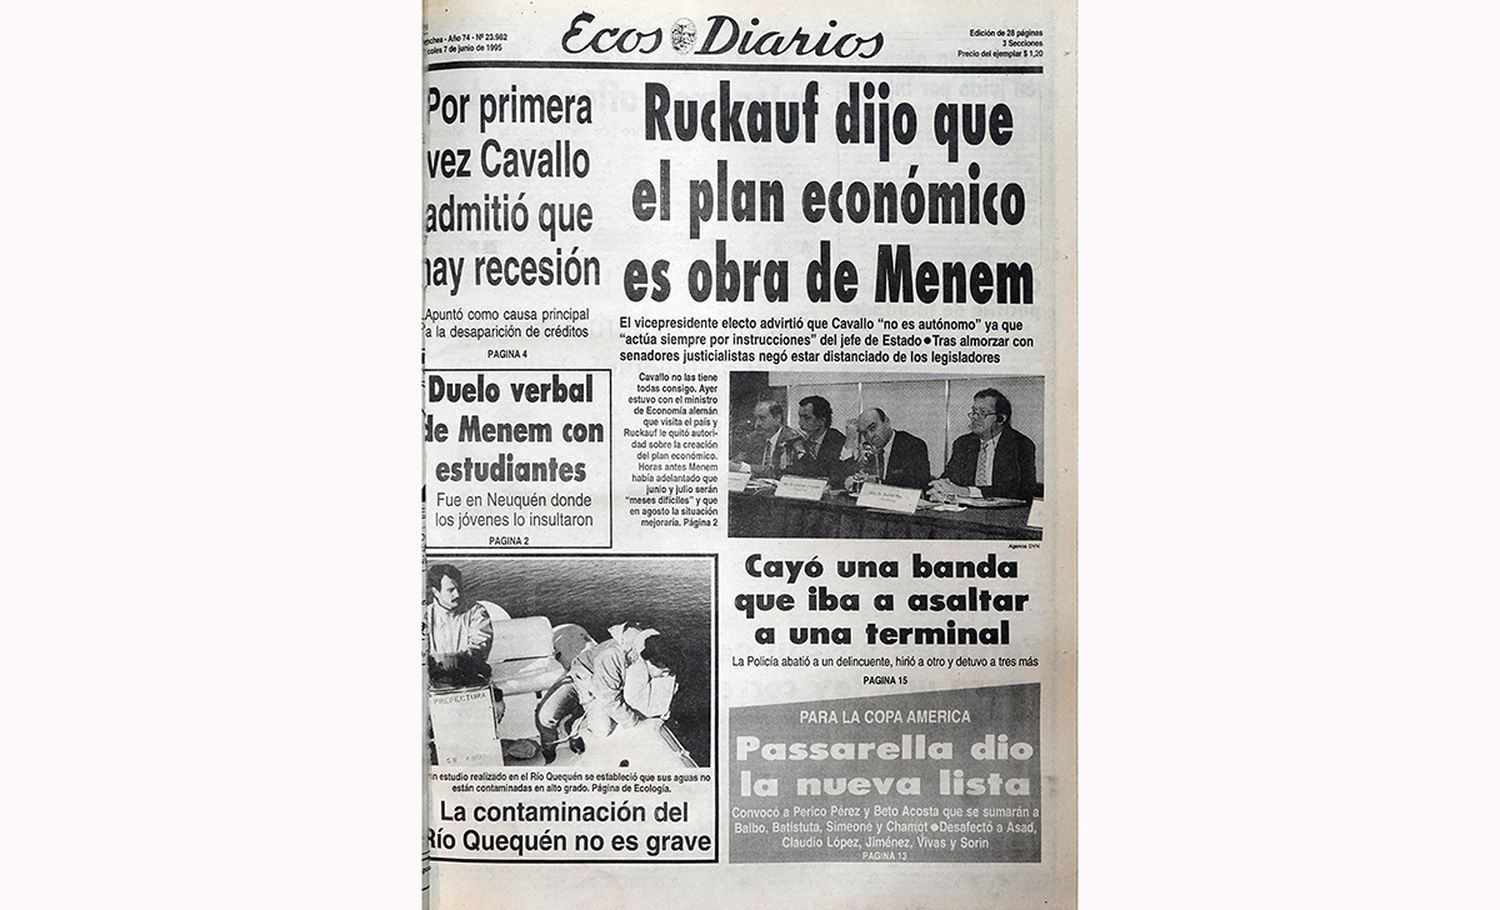 nchea - Año 74 - Nº 23.982
coles 7 de junio de 1995
Ecos Diarios
Edición de 28 páginas
3 Secciones
Precio del ejemplar $ 1,20
Por primera
vez Cavallo
admitió que
hay recesión
Apuntó como causa principal
a la desaparición de créditos
PAGINA 4
Ruckauf dijo que
el plan económico
es obra de Menem
El vicepresidente electo advirtió que Cavallo “no es autónomo” ya que
“actúa siempre por instrucciones” del jefe de Estado ● Tras almorzar con
senadores justicialistas negó estar distanciado de los legisladores
Duelo verbal
de Menem con
estudiantes
Fue en Neuquén donde
los jóvenes lo insultaron
PAGINA 2
Cavallo no las tiene
todas consigo. Ayer
estuvo con el ministro
de Economía alemán
que visita el país y
Ruckauf le quitó autori-
dad sobre la creación
del plan económico.
Horas antes Menem
había adelantado que
junio y julio serán
“meses difíciles” y que
en agosto la situación
mejoraría. Página 2
Agencia DYN
PREFECTURA
n estudio realizado en el Río Quequén se estableció que sus aguas no
están contaminadas en alto grado. Página de Ecología.
La contaminación del
Río Quequén no es grave
Cayó una banda
que iba a asaltar
a una terminal
La Policía abatió a un delincuente, hirió a otro y detuvo a tres más
PAGINA 15
PARA LA COPA AMERICA
Passarella dio
la nueva lista
Convocó a Perico Pérez y Beto Acosta que se sumarán a
Balbo, Batistuta, Simeone y Chamot ● Desafectó a Asad,
Claudio López, Jiménez, Vivas y Sorin
PAGINA 13